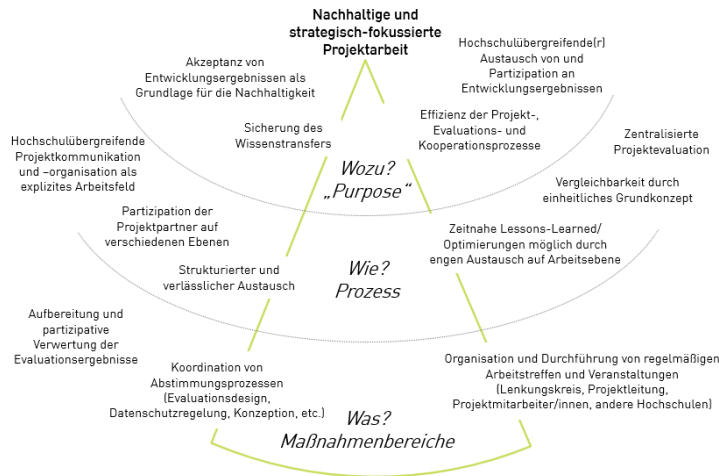 Nachhaltige und
strategisch-fokussierte
Projektarbeit
Akzeptanz von
Entwicklungsergebnissen als
Grundlage für die Nachhaltigkeit
Hochschulübergreifende(r)
Austausch von und
Partizipation an
Entwicklungsergebnissen
Sicherung des
Wissenstransfers
Effizienz der Projekt-,
Evaluations- und
Kooperationsprozesse
Wozu?
„Purpose“
Hochschulübergreifende
Projektkommunikation
und –organisation als
explizites Arbeitsfeld
Zentralisierte
Projektevaluation
Vergleichbarkeit durch
einheitliches Grundkonzept
Partizipation der
Projektpartner auf
verschiedenen Ebenen
Zeitnahe Lessons-Learned/
Optimierungen möglich durch
engen Austausch auf Arbeitsebene
Strukturierter und
verlässlicher Austausch
Wie?
Prozess
Aufbereitung und
partizipative
Verwertung der
Evaluationsergebnisse
Koordination von
Abstimmungsprozessen
(Evaluationsdesign,
Datenschutzregelung, Konzeption, etc.)
Organisation und Durchführung von regelmäßigen
Arbeitstreffen und Veranstaltungen
(Lenkungskreis, Projektleitung,
Projektmitarbeiter/innen, andere Hochschulen)
Was?
Maßnahmenbereiche